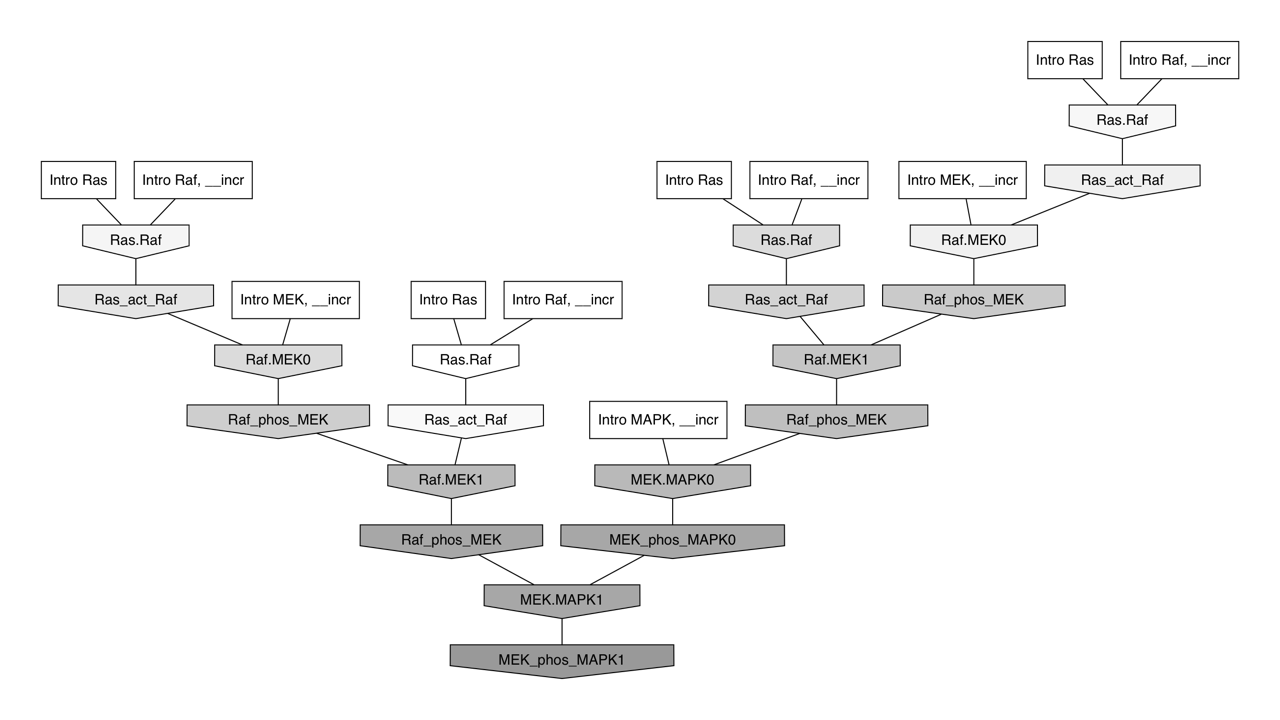 Intro Ras
Intro Raf, __incr
Ras.Raf
Intro Ras
Intro Raf, __incr
Intro Ras
Intro Raf, __incr
Intro MEK, __incr
Ras_act_Raf
Ras.Raf
Ras.Raf
Raf.MEK0
Ras_act_Raf
Intro MEK, __incr
Intro Ras
Intro Raf, __incr
Ras_act_Raf
Raf_phos_MEK
Raf.MEK0
Ras.Raf
Raf.MEK1
Raf_phos_MEK
Ras_act_Raf
Intro MAPK, __incr
Raf_phos_MEK
Raf.MEK1
MEK.MAPK0
Raf_phos_MEK
MEK_phos_MAPK0
MEK.MAPK1
MEK_phos_MAPK1